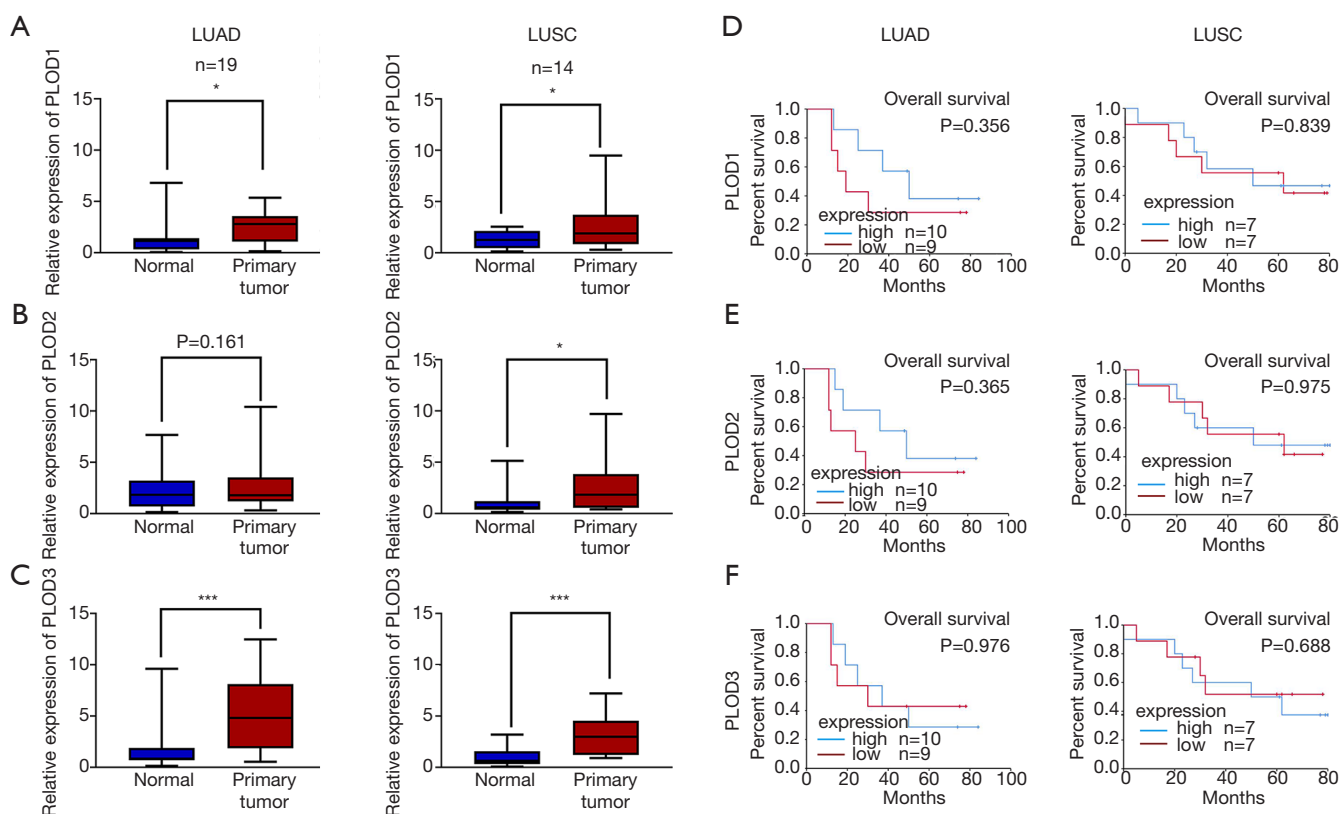 A
LUAD
n=19
*
Relative expression of PLOD1
15
10
5
0
Normal
Primary
tumor
LUSC
n=14
*
Relative expression of PLOD1
15
10
5
0
Normal
Primary
tumor
B
P=0.161
Relative expression of PLOD2
15
10
5
0
Normal
Primary
tumor
*
Relative expression of PLOD2
15
10
5
0
Normal
Primary
tumor
C
***
Relative expression of PLOD3
15
10
5
0
Normal
Primary
tumor
***
Relative expression of PLOD3
15
10
5
0
Normal
Primary
tumor
D
LUAD
Overall survival
P=0.356
PLOD1
Percent survival
1.0
0.8
0.6
0.4
0.2
0.0
expression
high n=10
low n=9
0 20 40 60 80 100
Months
LUSC
Overall survival
P=0.839
Percent survival
1.0
0.8
0.6
0.4
0.2
0.0
expression
high n=7
low n=7
0 20 40 60 80
Months
E
Overall survival
P=0.365
PLOD2
Percent survival
1.0
0.8
0.6
0.4
0.2
0.0
expression
high n=10
low n=9
0 20 40 60 80 100
Months
Overall survival
P=0.975
Percent survival
1.0
0.8
0.6
0.4
0.2
0.0
expression
high n=7
low n=7
0 20 40 60 80
Months
F
Overall survival
P=0.976
PLOD3
Percent survival
1.0
0.8
0.6
0.4
0.2
0.0
expression
high n=10
low n=9
0 20 40 60 80 100
Months
Overall survival
P=0.688
Percent survival
1.0
0.8
0.6
0.4
0.2
0.0
expression
high n=7
low n=7
0 20 40 60 80
Months